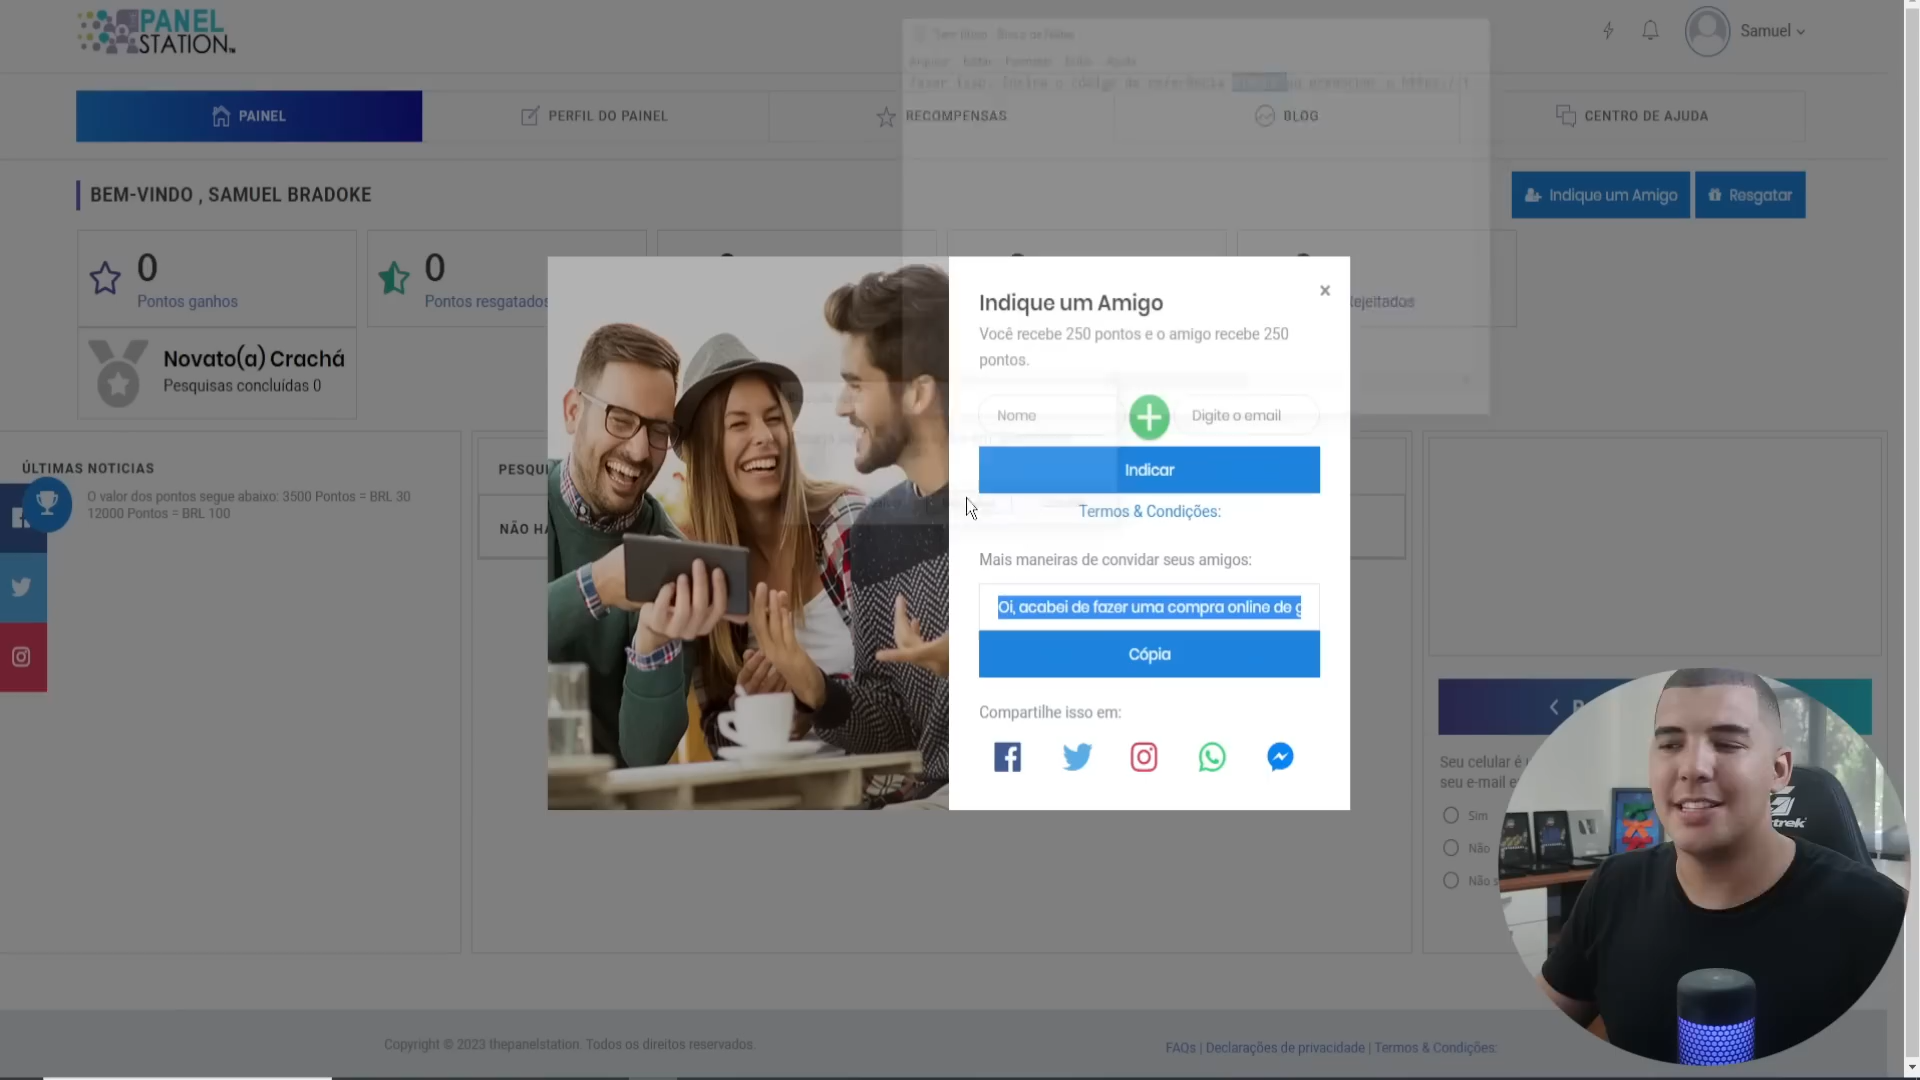 PANEL
STATION™
Samuel
PAINEL
PERFIL DO PAINEL
RECOMPENSAS
BLOG
CENTRO DE AJUDA
BEM-VINDO , SAMUEL BRADOKE
Indique um Amigo
Resgatar
0
Pontos ganhos
0
Pontos resgatados
Rejeitados
Novato(a) Crachá
Pesquisas concluídas 0
Indique um Amigo
×
Você recebe 250 pontos e o amigo recebe 250
pontos.
Nome
Digite o email
Indicar
Termos & Condições:
Mais maneiras de convidar seus amigos:
Oi, acabei de fazer uma compra online de g
Cópia
Compartilhe isso em:
ÚLTIMAS NOTICIAS
O valor dos pontos segue abaixo: 3500 Pontos = BRL 30
12000 Pontos = BRL 100
PESQUI
NÃO HÁ
Seu celular é
seu e-mail e
Sim
Não
Não s
Copyright © 2023 thepanelstation. Todos os direitos reservados.
FAQs | Declarações de privacidade | Termos & Condições: